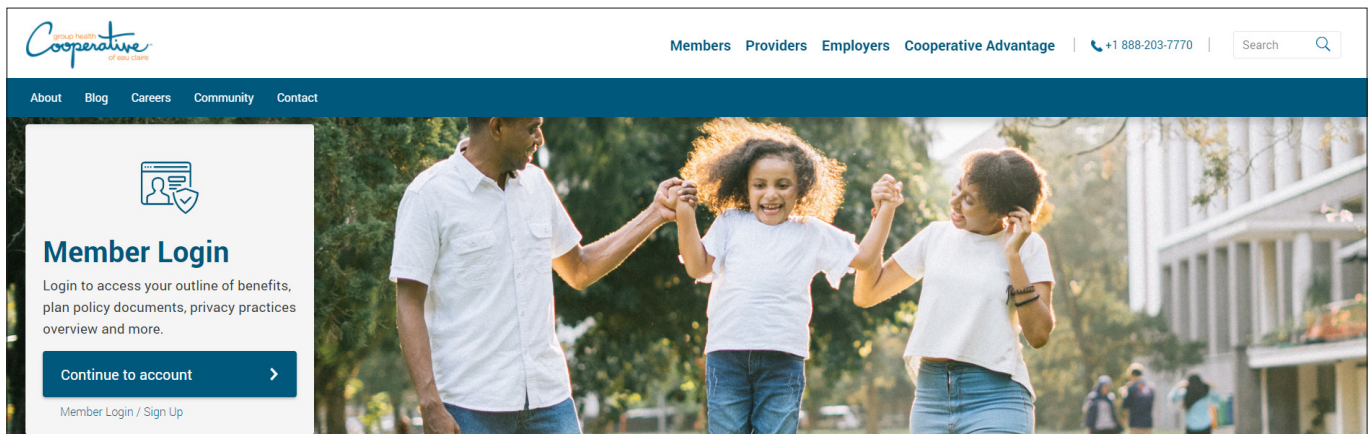 group health
Cooperative
of eau claire
Members Providers Employers Cooperative Advantage +1 888-203-7770 Search
About Blog Careers Community Contact
Member Login
Login to access your outline of benefits,
plan policy documents, privacy practices
overview and more.
Continue to account
Member Login / Sign Up